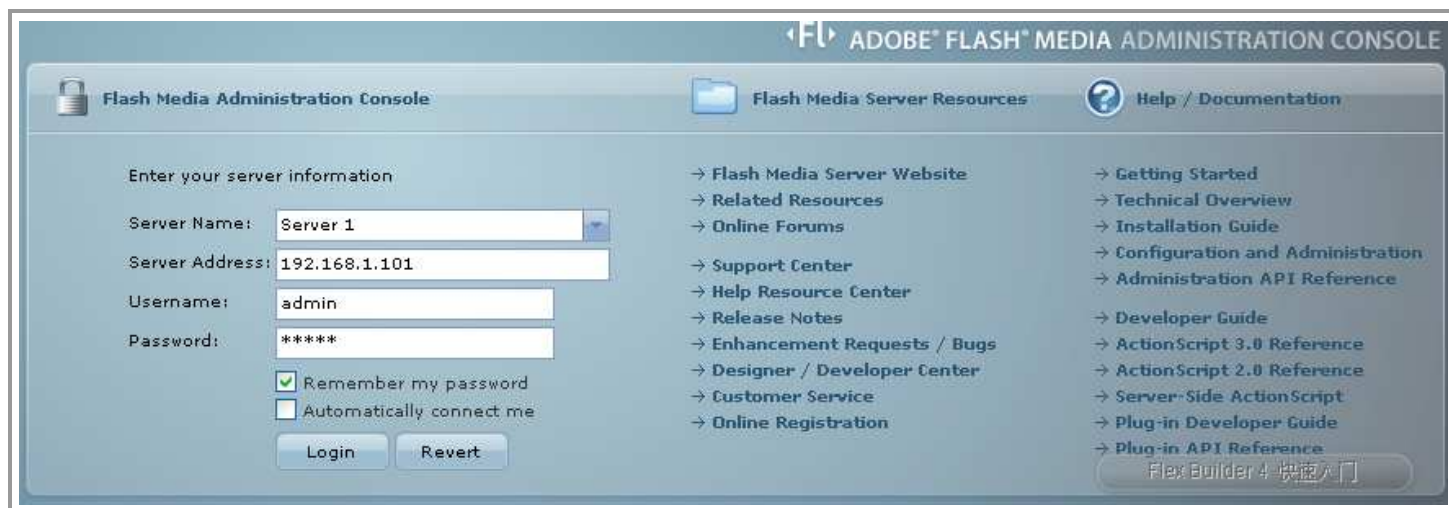 Fl ADOBE® FLASH® MEDIA ADMINISTRATION CONSOLE
Flash Media Administration Console
Flash Media Server Resources
Help / Documentation
Enter your server information
Server Name: Server 1
Server Address: 192.168.1.101
Username: admin
Password: *****
Remember my password
Automatically connect me
Login Revert
→ Flash Media Server Website
→ Related Resources
→ Online Forums
→ Support Center
→ Help Resource Center
→ Release Notes
→ Enhancement Requests / Bugs
→ Designer / Developer Center
→ Customer Service
→ Online Registration
→ Getting Started
→ Technical Overview
→ Installation Guide
→ Configuration and Administration
→ Administration API Reference
→ Developer Guide
→ ActionScript 3.0 Reference
→ ActionScript 2.0 Reference
→ Server-Side ActionScript
→ Plug-in Developer Guide
→ Plug-in API Reference
Flex Builder 4 快速入门